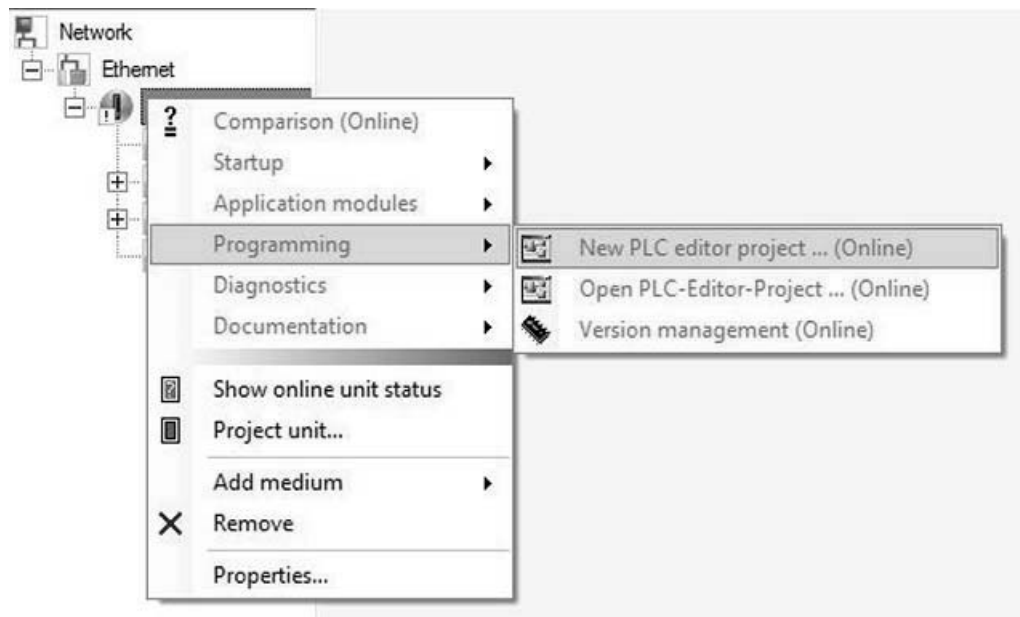 Network
Ethernet
Comparison (Online)
Startup
Application modules
Programming
New PLC editor project ... (Online)
Diagnostics
Open PLC-Editor-Project ... (Online)
Documentation
Version management (Online)
Show online unit status
Project unit...
Add medium
Remove
Properties...